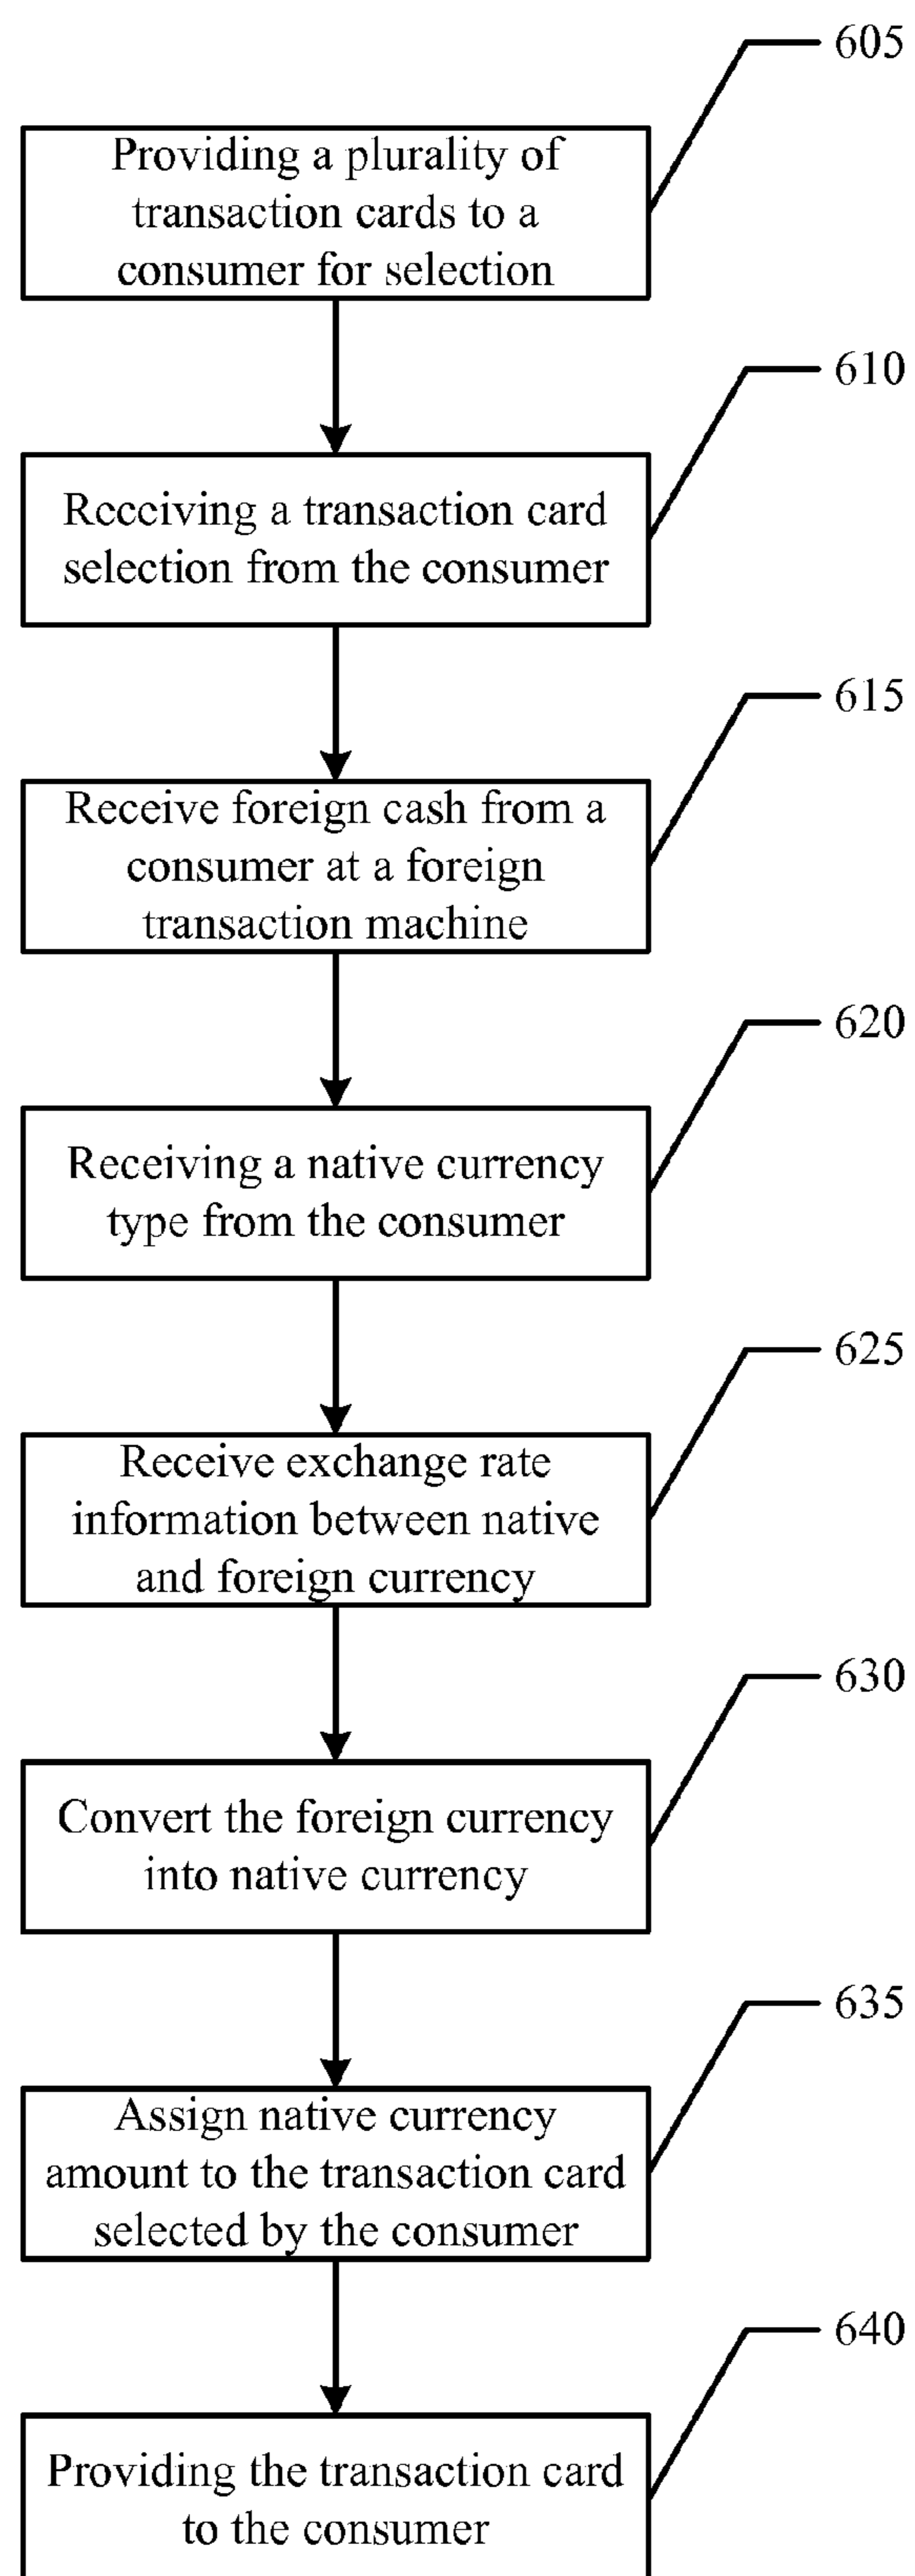 605
Providing a plurality of
transaction cards to a
consumer for selection
610
Receiving a transaction card
selection from the consumer
615
Receive foreign cash from a
consumer at a foreign
transaction machine
620
Receiving a native currency
type from the consumer
625
Receive exchange rate
information between native
and foreign currency
630
Convert the foreign currency
into native currency
635
Assign native currency
amount to the transaction card
selected by the consumer
640
Providing the transaction card
to the consumer